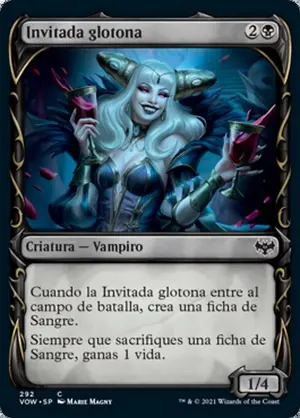 Invitada glotona 2
Criatura — Vampiro
Cuando la Invitada glotona entre al
campo de batalla, crea una ficha de
Sangre.
Siempre que sacrifiques una ficha de
Sangre, ganas 1 vida.
1/4
292 C
VOW • SP Marie Magny
™ & © 2021 Wizards of the Coast